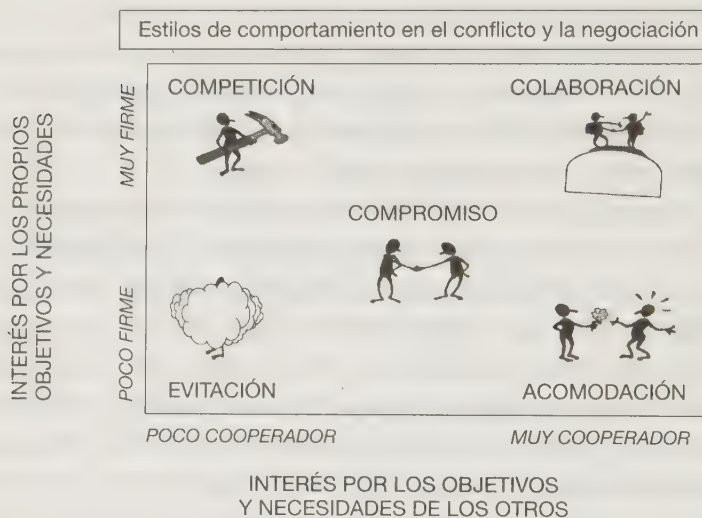 Estilos de comportamiento en el conflicto y la negociación
INTERÉS POR LOS PROPIOS
OBJETIVOS Y NECESIDADES
MUY FIRME
POCO FIRME
COMPETICIÓN
COLABORACIÓN
COMPROMISO
EVITACIÓN
ACOMODACIÓN
POCO COOPERADOR
MUY COOPERADOR
INTERÉS POR LOS OBJETIVOS
Y NECESIDADES DE LOS OTROS